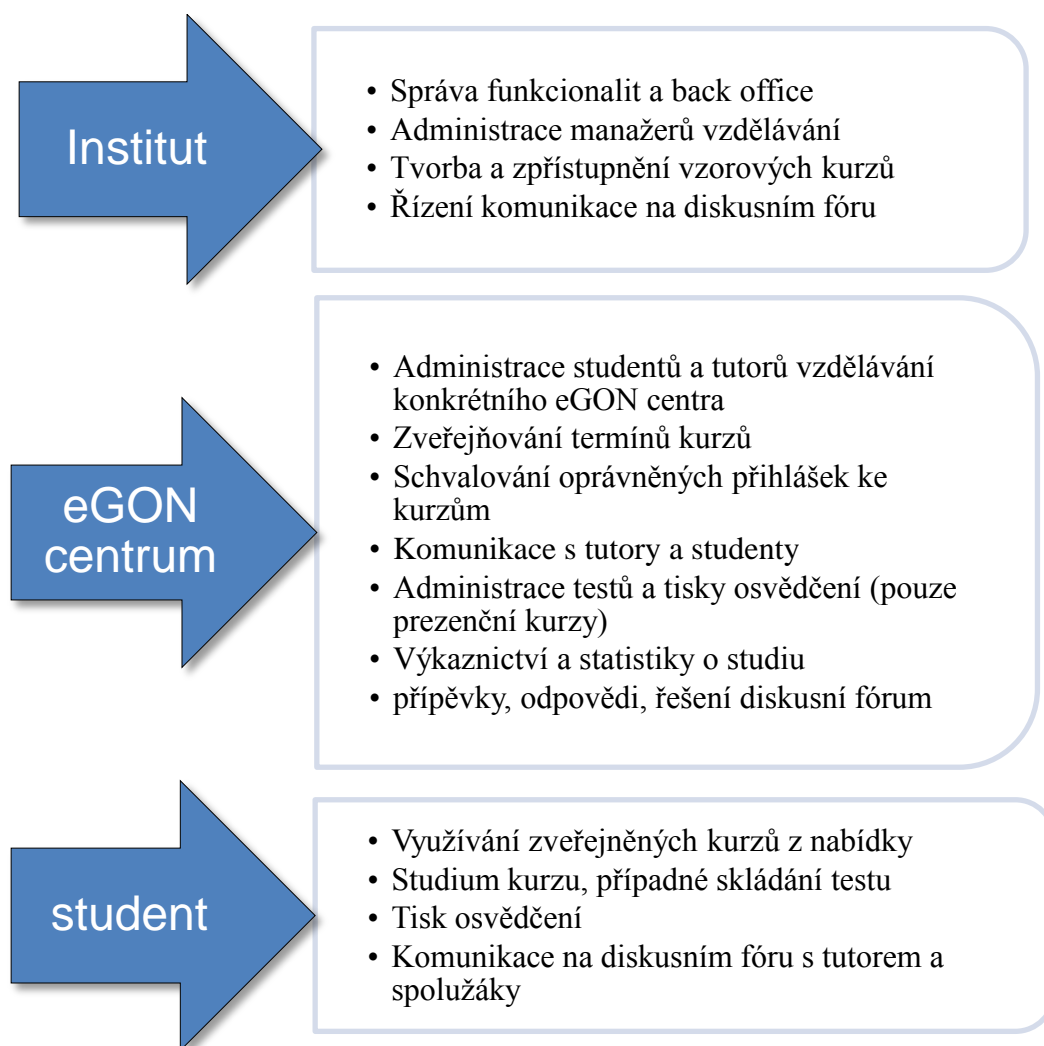 Institut
• Správa funkcionalit a back office
• Administrace manažerů vzdělávání
• Tvorba a zpřístupnění vzorových kurzů
• Řízení komunikace na diskusním fóru
eGON
centrum
• Administrace studentů a tutorů vzdělávání
konkrétního eGON centra
• Zveřejňování termínů kurzů
• Schvalování oprávněných přihlášek ke
kurzům
• Komunikace s tutory a studenty
• Administrace testů a tisky osvědčení (pouze
prezenční kurzy)
• Výkaznictví a statistiky o studiu
• přípěvky, odpovědi, řešení diskusní fórum
student
• Využívání zveřejněných kurzů z nabídky
• Studium kurzu, případné skládání testu
• Tisk osvědčení
• Komunikace na diskusním fóru s tutorem a
spolužáky